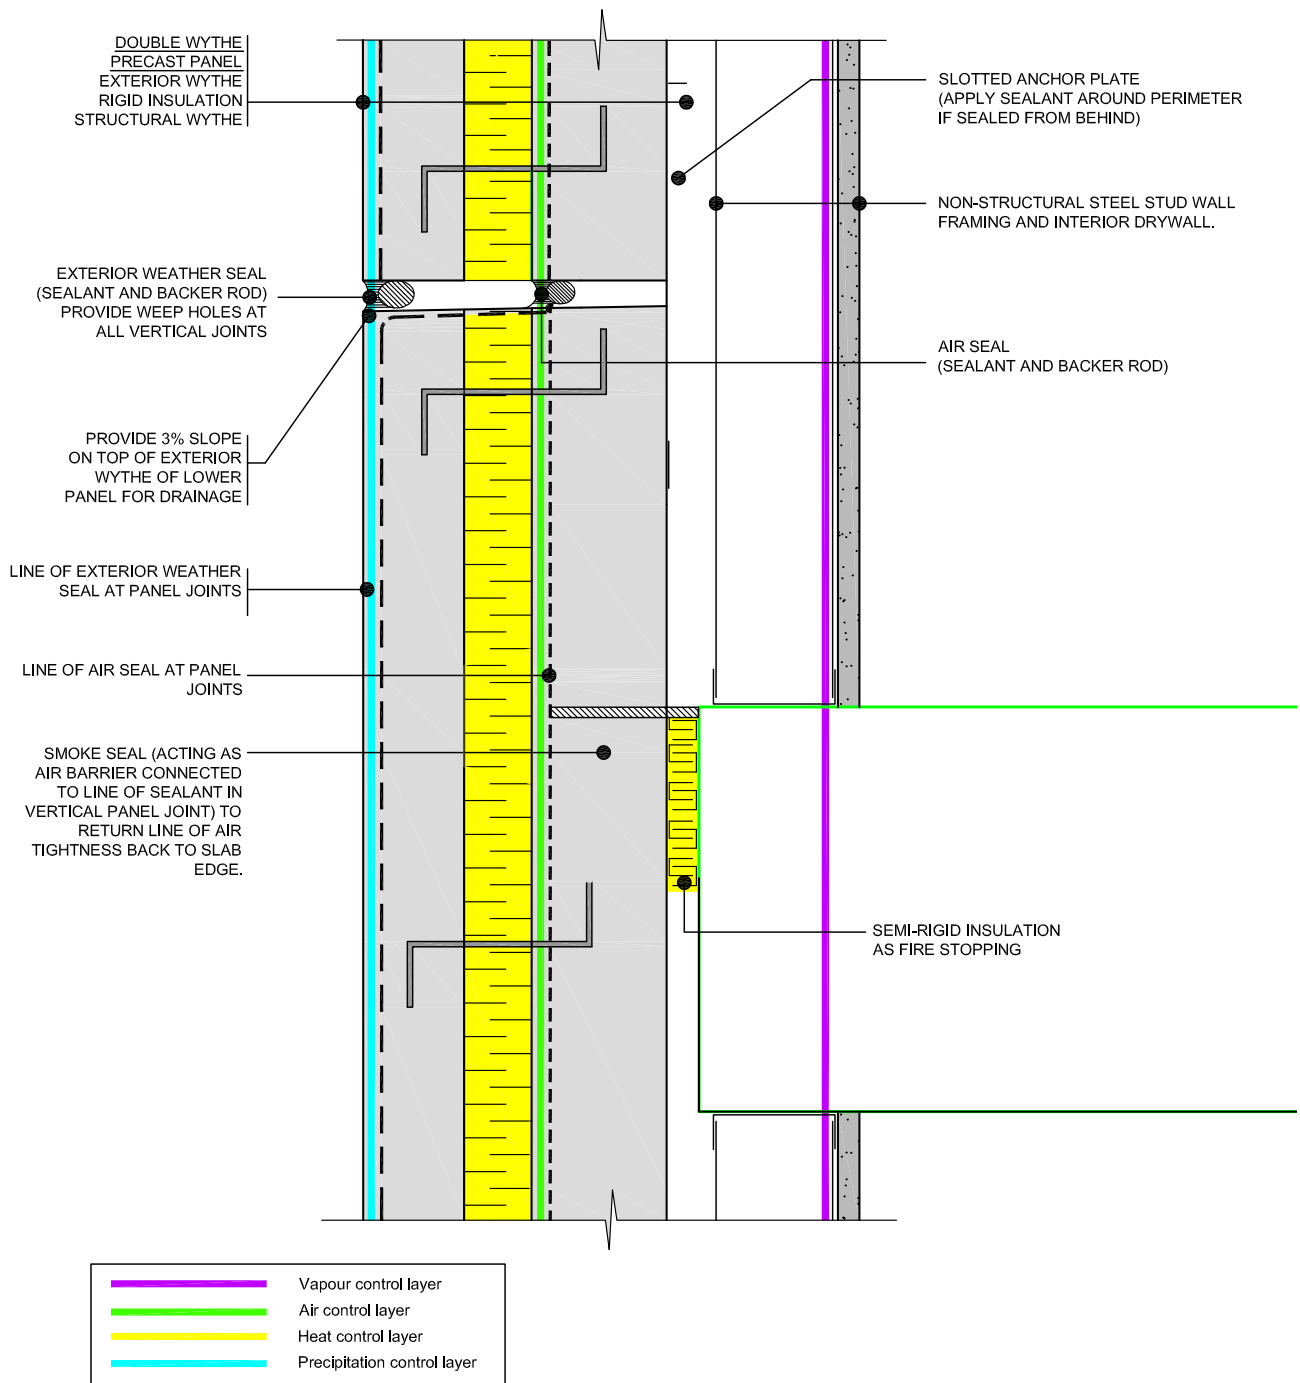 DOUBLE WYTHE
PRECAST PANEL
EXTERIOR WYTHE
RIGID INSULATION
STRUCTURAL WYTHE
SLOTTED ANCHOR PLATE
(APPLY SEALANT AROUND PERIMETER
IF SEALED FROM BEHIND)
NON-STRUCTURAL STEEL STUD WALL
FRAMING AND INTERIOR DRYWALL.
EXTERIOR WEATHER SEAL
(SEALANT AND BACKER ROD)
PROVIDE WEEP HOLES AT
ALL VERTICAL JOINTS
AIR SEAL
(SEALANT AND BACKER ROD)
PROVIDE 3% SLOPE
ON TOP OF EXTERIOR
WYTHE OF LOWER
PANEL FOR DRAINAGE
LINE OF EXTERIOR WEATHER
SEAL AT PANEL JOINTS
LINE OF AIR SEAL AT PANEL
JOINTS
SMOKE SEAL (ACTING AS
AIR BARRIER CONNECTED
TO LINE OF SEALANT IN
VERTICAL PANEL JOINT) TO
RETURN LINE OF AIR
TIGHTNESS BACK TO SLAB
EDGE.
SEMI-RIGID INSULATION
AS FIRE STOPPING
Vapour control layer
Air control layer
Heat control layer
Precipitation control layer